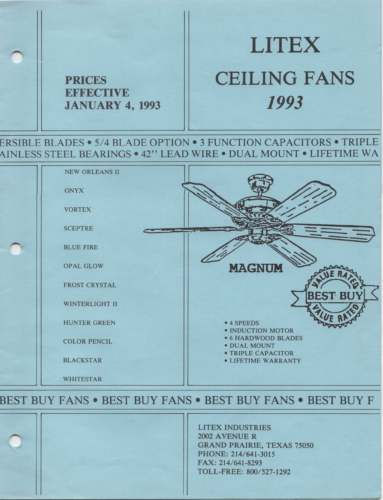 LITEX
CEILING FANS
1993
PRICES
EFFECTIVE
JANUARY 4, 1993
ERSIBLE BLADES • 5/4 BLADE OPTION • 3 FUNCTION CAPACITORS • TRIPLE
AINLESS STEEL BEARINGS • 42" LEAD WIRE • DUAL MOUNT • LIFETIME WA
NEW ORLEANS II
ONYX
VORTEX
SCEPTRE
BLUE FIRE
OPAL GLOW
FROST CRYSTAL
WINTERLIGHT II
HUNTER GREEN
COLOR PENCIL
BLACKSTAR
WHITESTAR
MAGNUM
VALUE RATED
BEST BUY
VALUE RATED
• 4 SPEEDS
• INDUCTION MOTOR
• 6 HARDWOOD BLADES
• DUAL MOUNT
• TRIPLE CAPACITOR
• LIFETIME WARRANTY
BEST BUY FANS • BEST BUY FANS • BEST BUY FANS • BEST BUY F
LITEX INDUSTRIES
2002 AVENUE R
GRAND PRAIRIE, TEXAS 75050
PHONE: 214/641-3015
FAX: 214/641-8293
TOLL-FREE: 800/527-1292